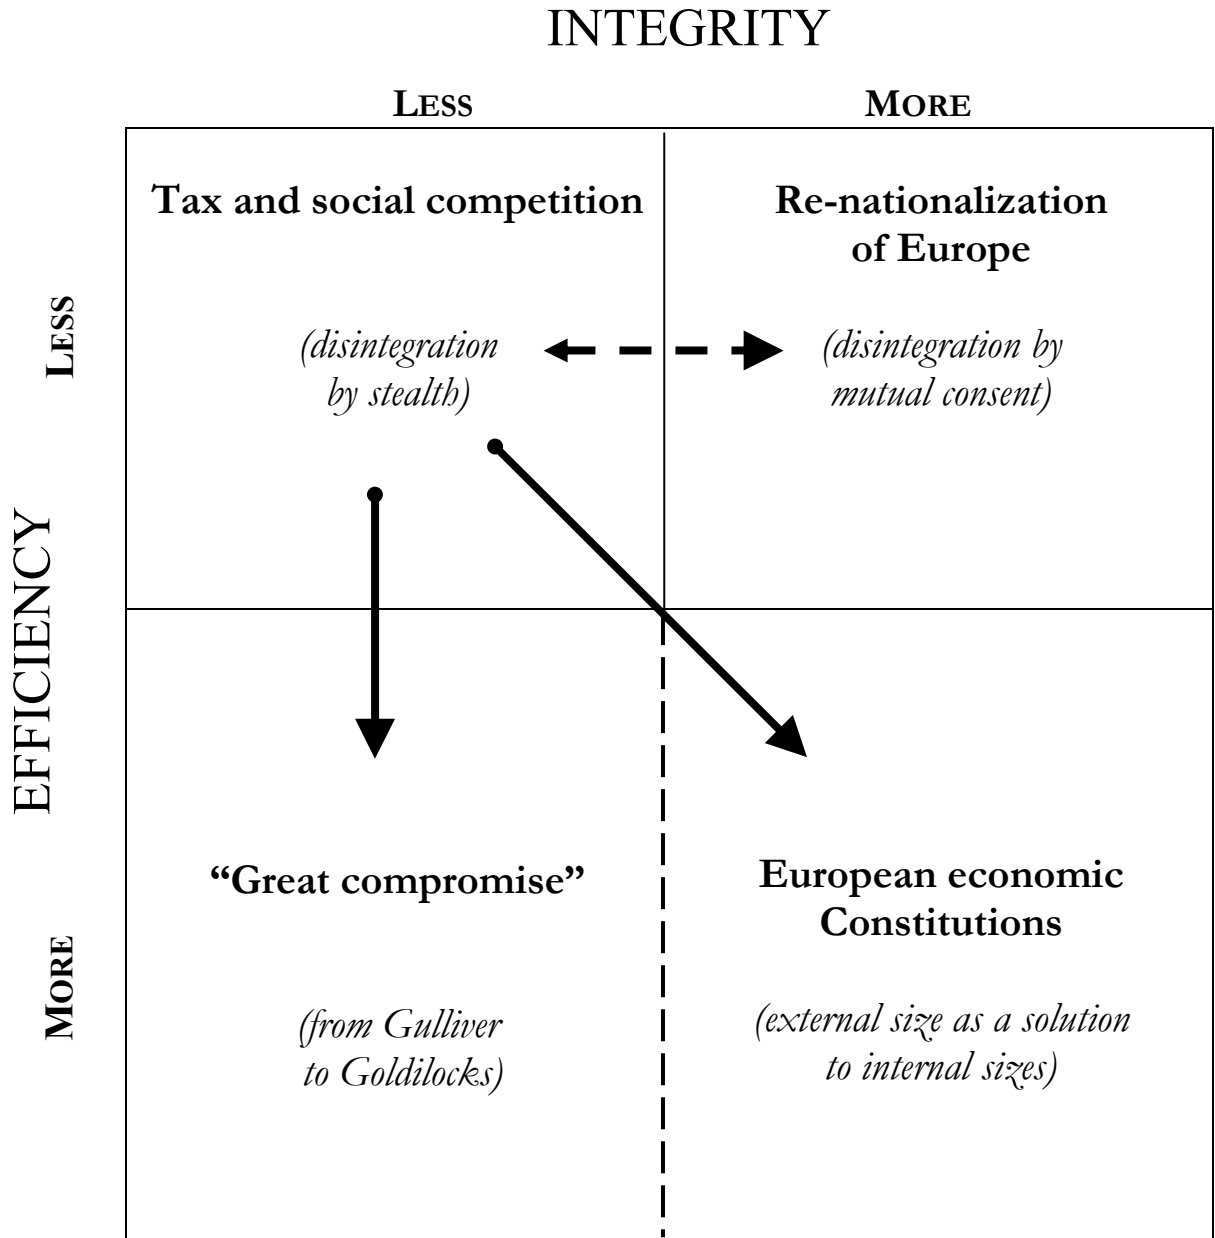 INTEGRITY
LESS
MORE
Tax and social competition
Re-nationalization
of Europe
LESS
(disintegration
by stealth)
(disintegration by
mutual consent)
EFFICIENCY
MORE
“Great compromise”
European economic
Constitutions
(from Gulliver
to Goldilocks)
(external size as a solution
to internal sizes)